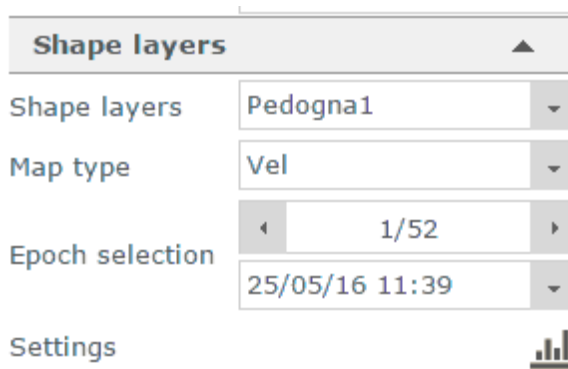 Shape layers
Shape layers Pedogna1
Map type Vel
1/52
Epoch selection
25/05/16 11:39
Settings